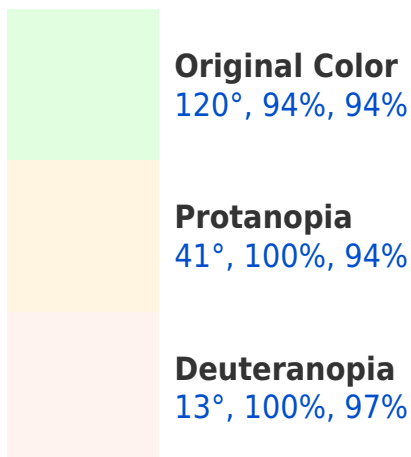 Original Color
120°, 94%, 94%
Protanopia
41°, 100%, 94%
Deuteranopia
13°, 100%, 97%